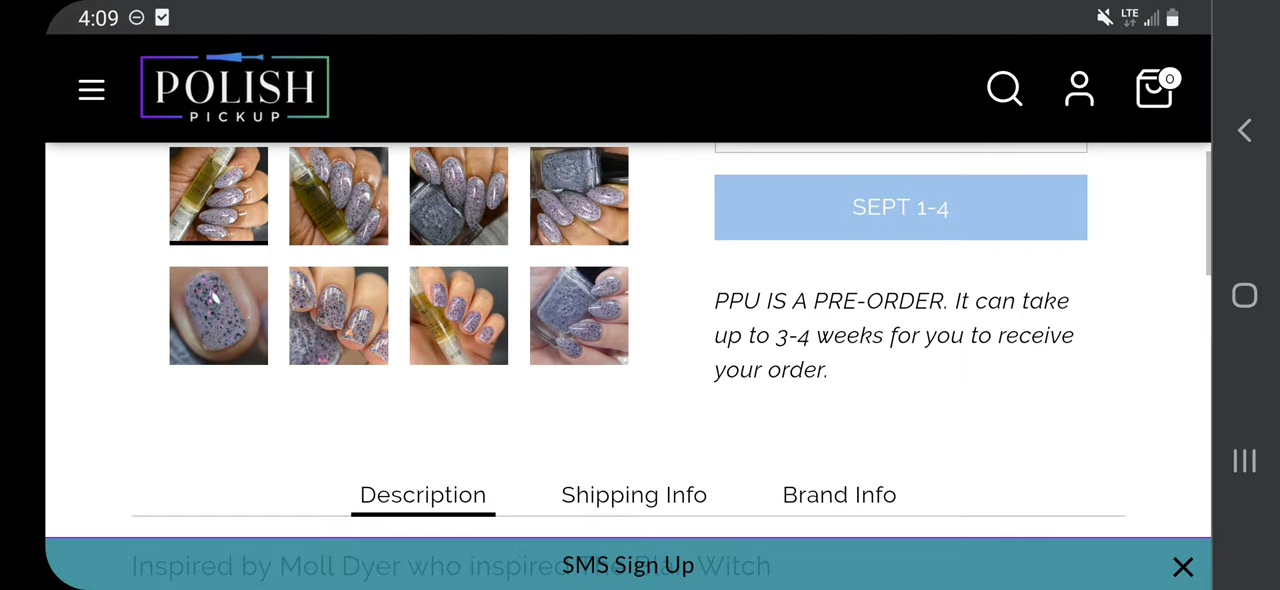 4:09
LTE
POLISH
PICKUP
0
SEPT 1-4
PPU IS A PRE-ORDER. It can take
up to 3-4 weeks for you to receive
your order.
Description
Shipping Info
Brand Info
Inspired by Moll Dyer who inspired The Blair Witch
SMS Sign Up